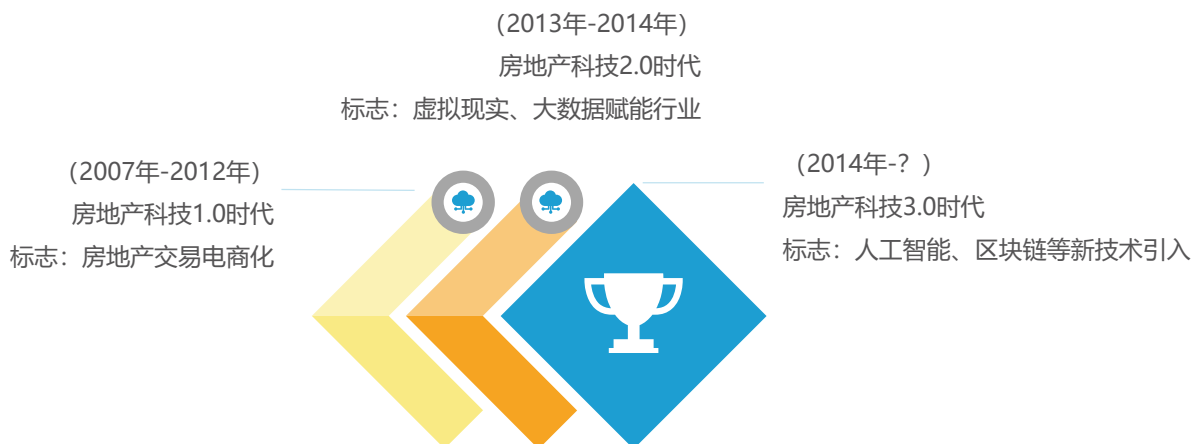 （2013年-2014年）
房地产科技2.0时代
标志：虚拟现实、大数据赋能行业
（2007年-2012年）
房地产科技1.0时代
标志：房地产交易电商化
（2014年-？）
房地产科技3.0时代
标志：人工智能、区块链等新技术引入